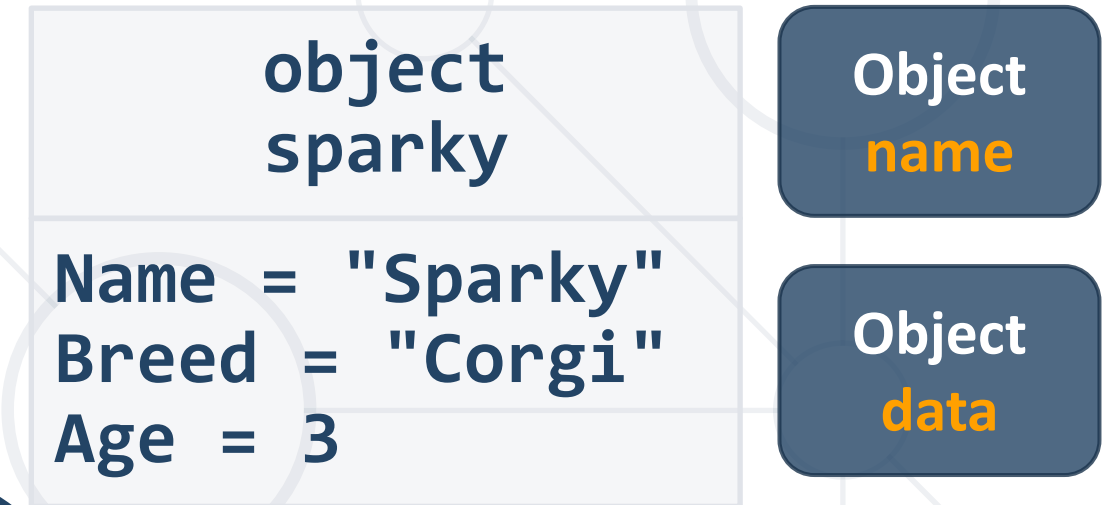 object
sparky
Object
name
Name = "Sparky"
Breed = "Corgi"
Age = 3
Object
data